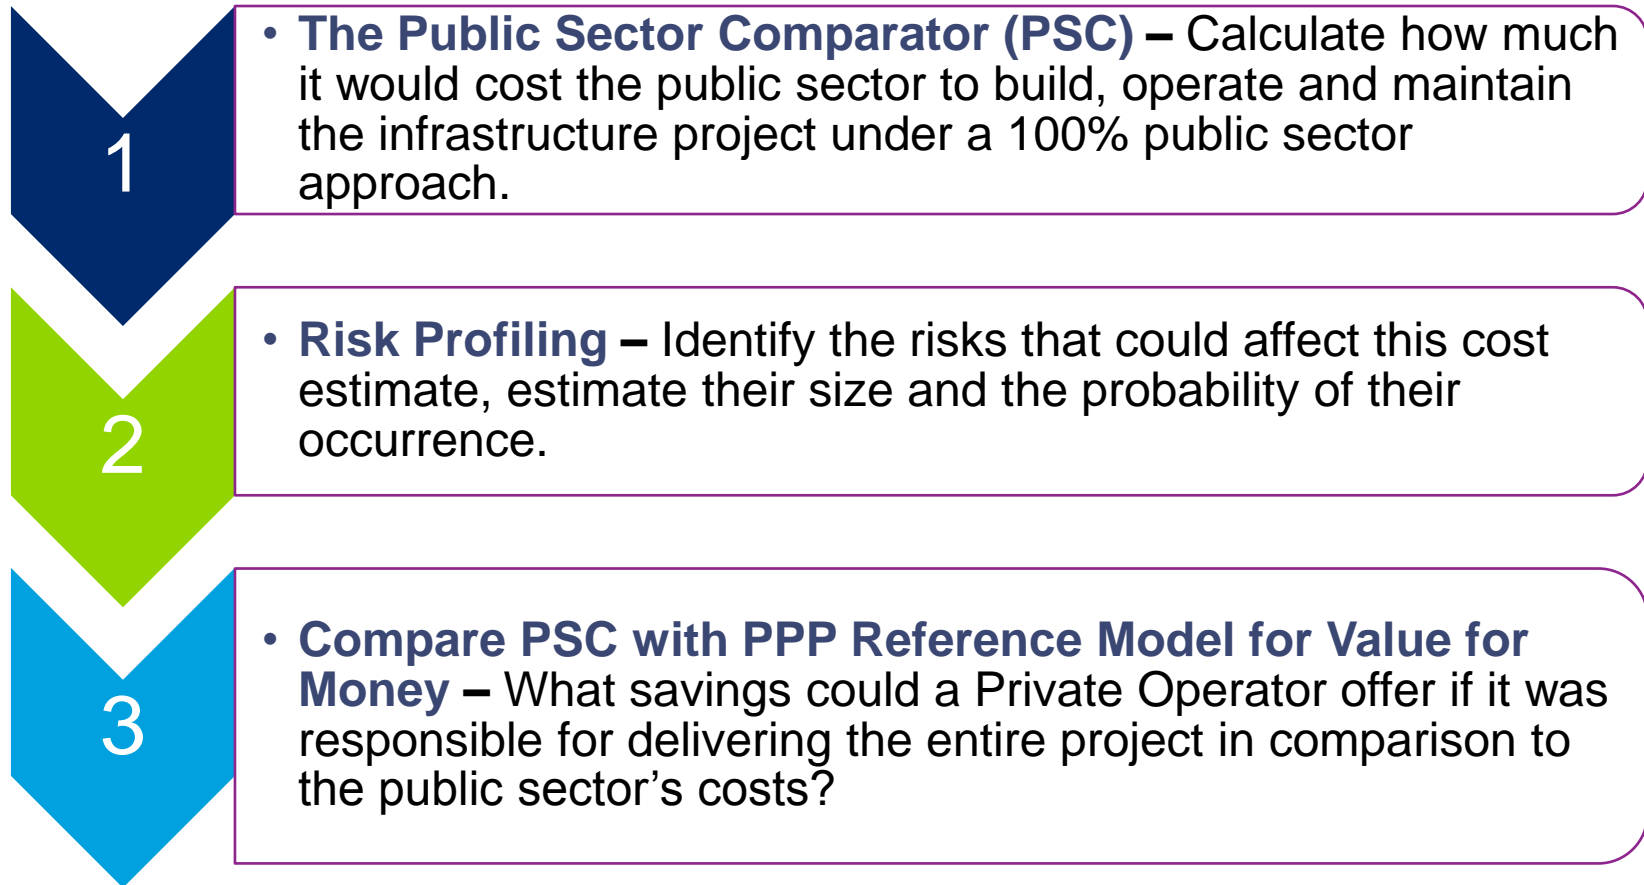 1
• The Public Sector Comparator (PSC) – Calculate how much
it would cost the public sector to build, operate and maintain
the infrastructure project under a 100% public sector
approach.
2
• Risk Profiling – Identify the risks that could affect this cost
estimate, estimate their size and the probability of their
occurrence.
3
• Compare PSC with PPP Reference Model for Value for
Money – What savings could a Private Operator offer if it was
responsible for delivering the entire project in comparison to
the public sector’s costs?